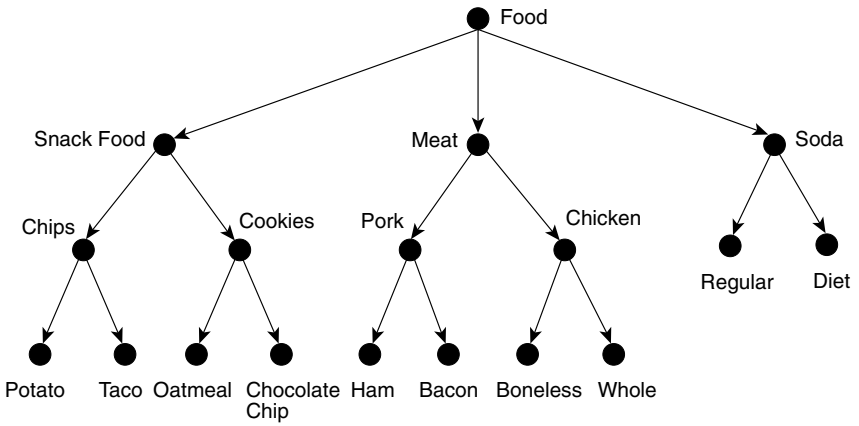 Food
Snack Food
Meat
Soda
Chips
Cookies
Pork
Chicken
Regular
Diet
Potato
Taco
Oatmeal
Chocolate
Chip
Ham
Bacon
Boneless
Whole